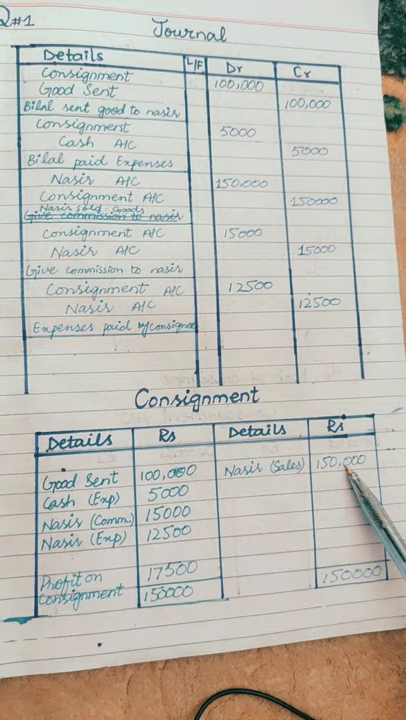 Q#1
Journal
Details L/F Dr Cr
Consignment 100,000
Good Sent 100,000
Bilal sent good to nasir
Consignment 5000
Cash A/C 5000
Bilal paid Expenses
Nasir A/C 150,000
Consignment A/C 150000
Nasir sold goods
Give commission to nasir
Consignment A/C 15000
Nasir A/C 15000
Give commission to nasir
Consignment A/C 12500
Nasir A/C 12500
Expenses paid by consignee
Consignment
Details Rs Details Rs
Good Sent 100,000 Nasir (Sales) 150,000
Cash (Exp) 5000
Nasir (Comm..) 15000
Nasir (Exp) 12500
Profit on 17500
Consignment 150000 150000